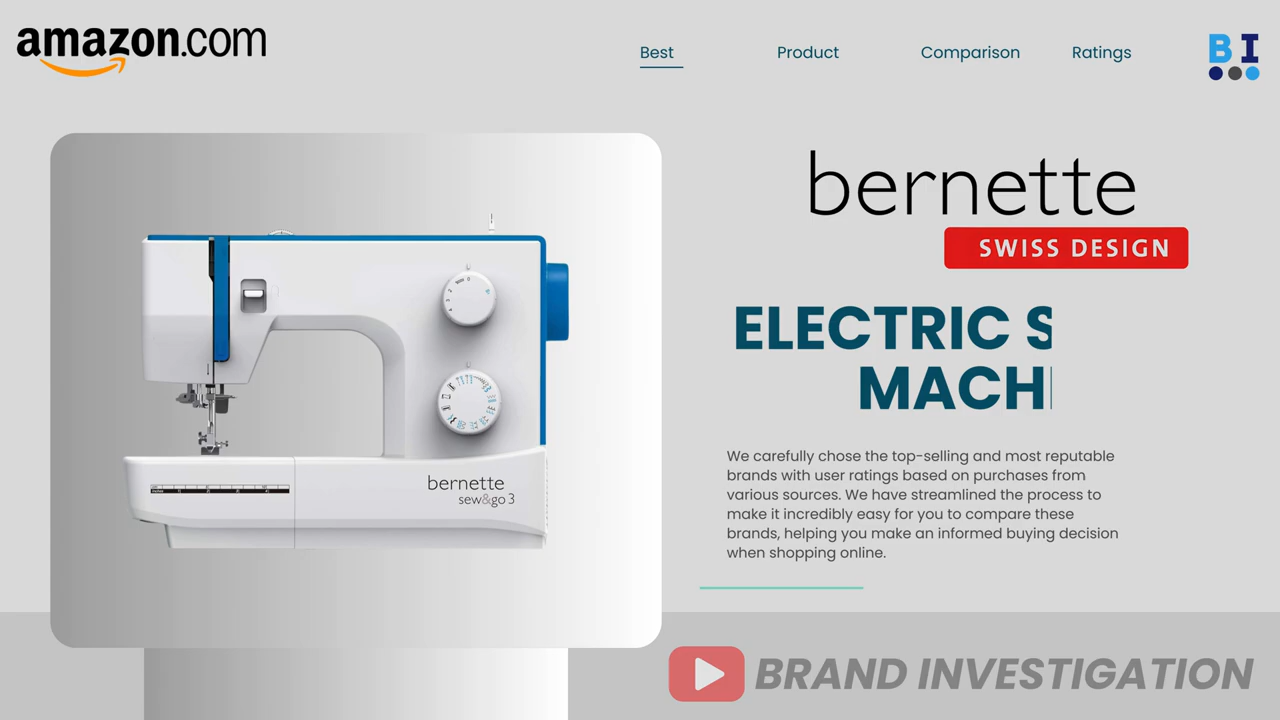 amazon.com
Best Product Comparison Ratings
BI
bernette
SWISS DESIGN
ELECTRIC S
MACH
We carefully chose the top-selling and most reputable
brands with user ratings based on purchases from
various sources. We have streamlined the process to
make it incredibly easy for you to compare these
brands, helping you make an informed buying decision
when shopping online.
bernette
sew&go 3
BRAND INVESTIGATION